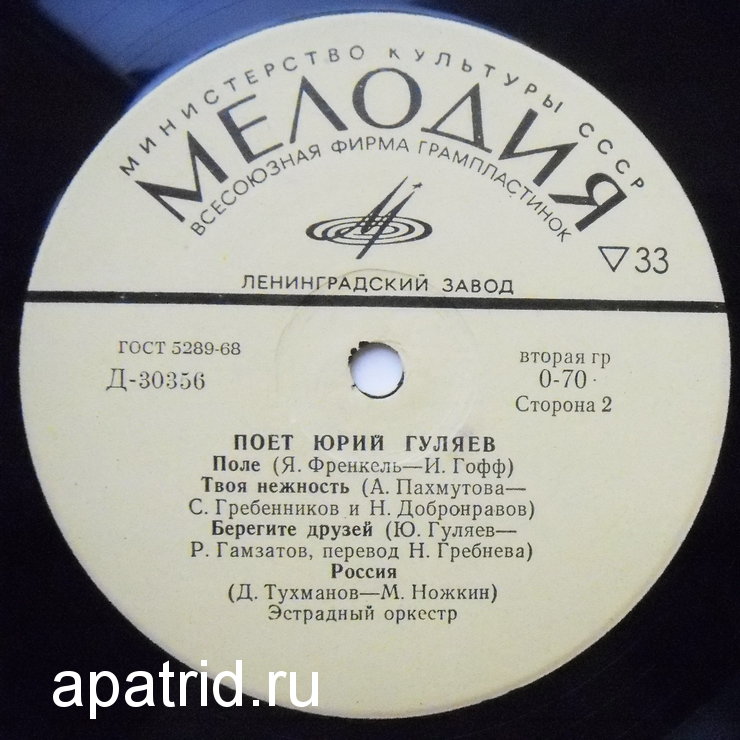 МИНИСТЕРСТВО КУЛЬТУРЫ СССР
МЕЛОДИЯ
ВСЕСОЮЗНАЯ ФИРМА ГРАМПЛАСТИНОК
▽33
ЛЕНИНГРАДСКИЙ ЗАВОД
ГОСТ 5289-68
Д-30356
вторая гр
0-70
Сторона 2
ПОЕТ ЮРИЙ ГУЛЯЕВ
Поле (Я. Френкель—И. Гофф)
Твоя нежность (А. Пахмутова—
С. Гребенников и Н. Добронравов)
Берегите друзей (Ю. Гуляев—
Р. Гамзатов, перевод Н. Гребнева)
Россия
(Д. Тухманов—М. Ножкин)
Эстрадный оркестр
apatrid.ru